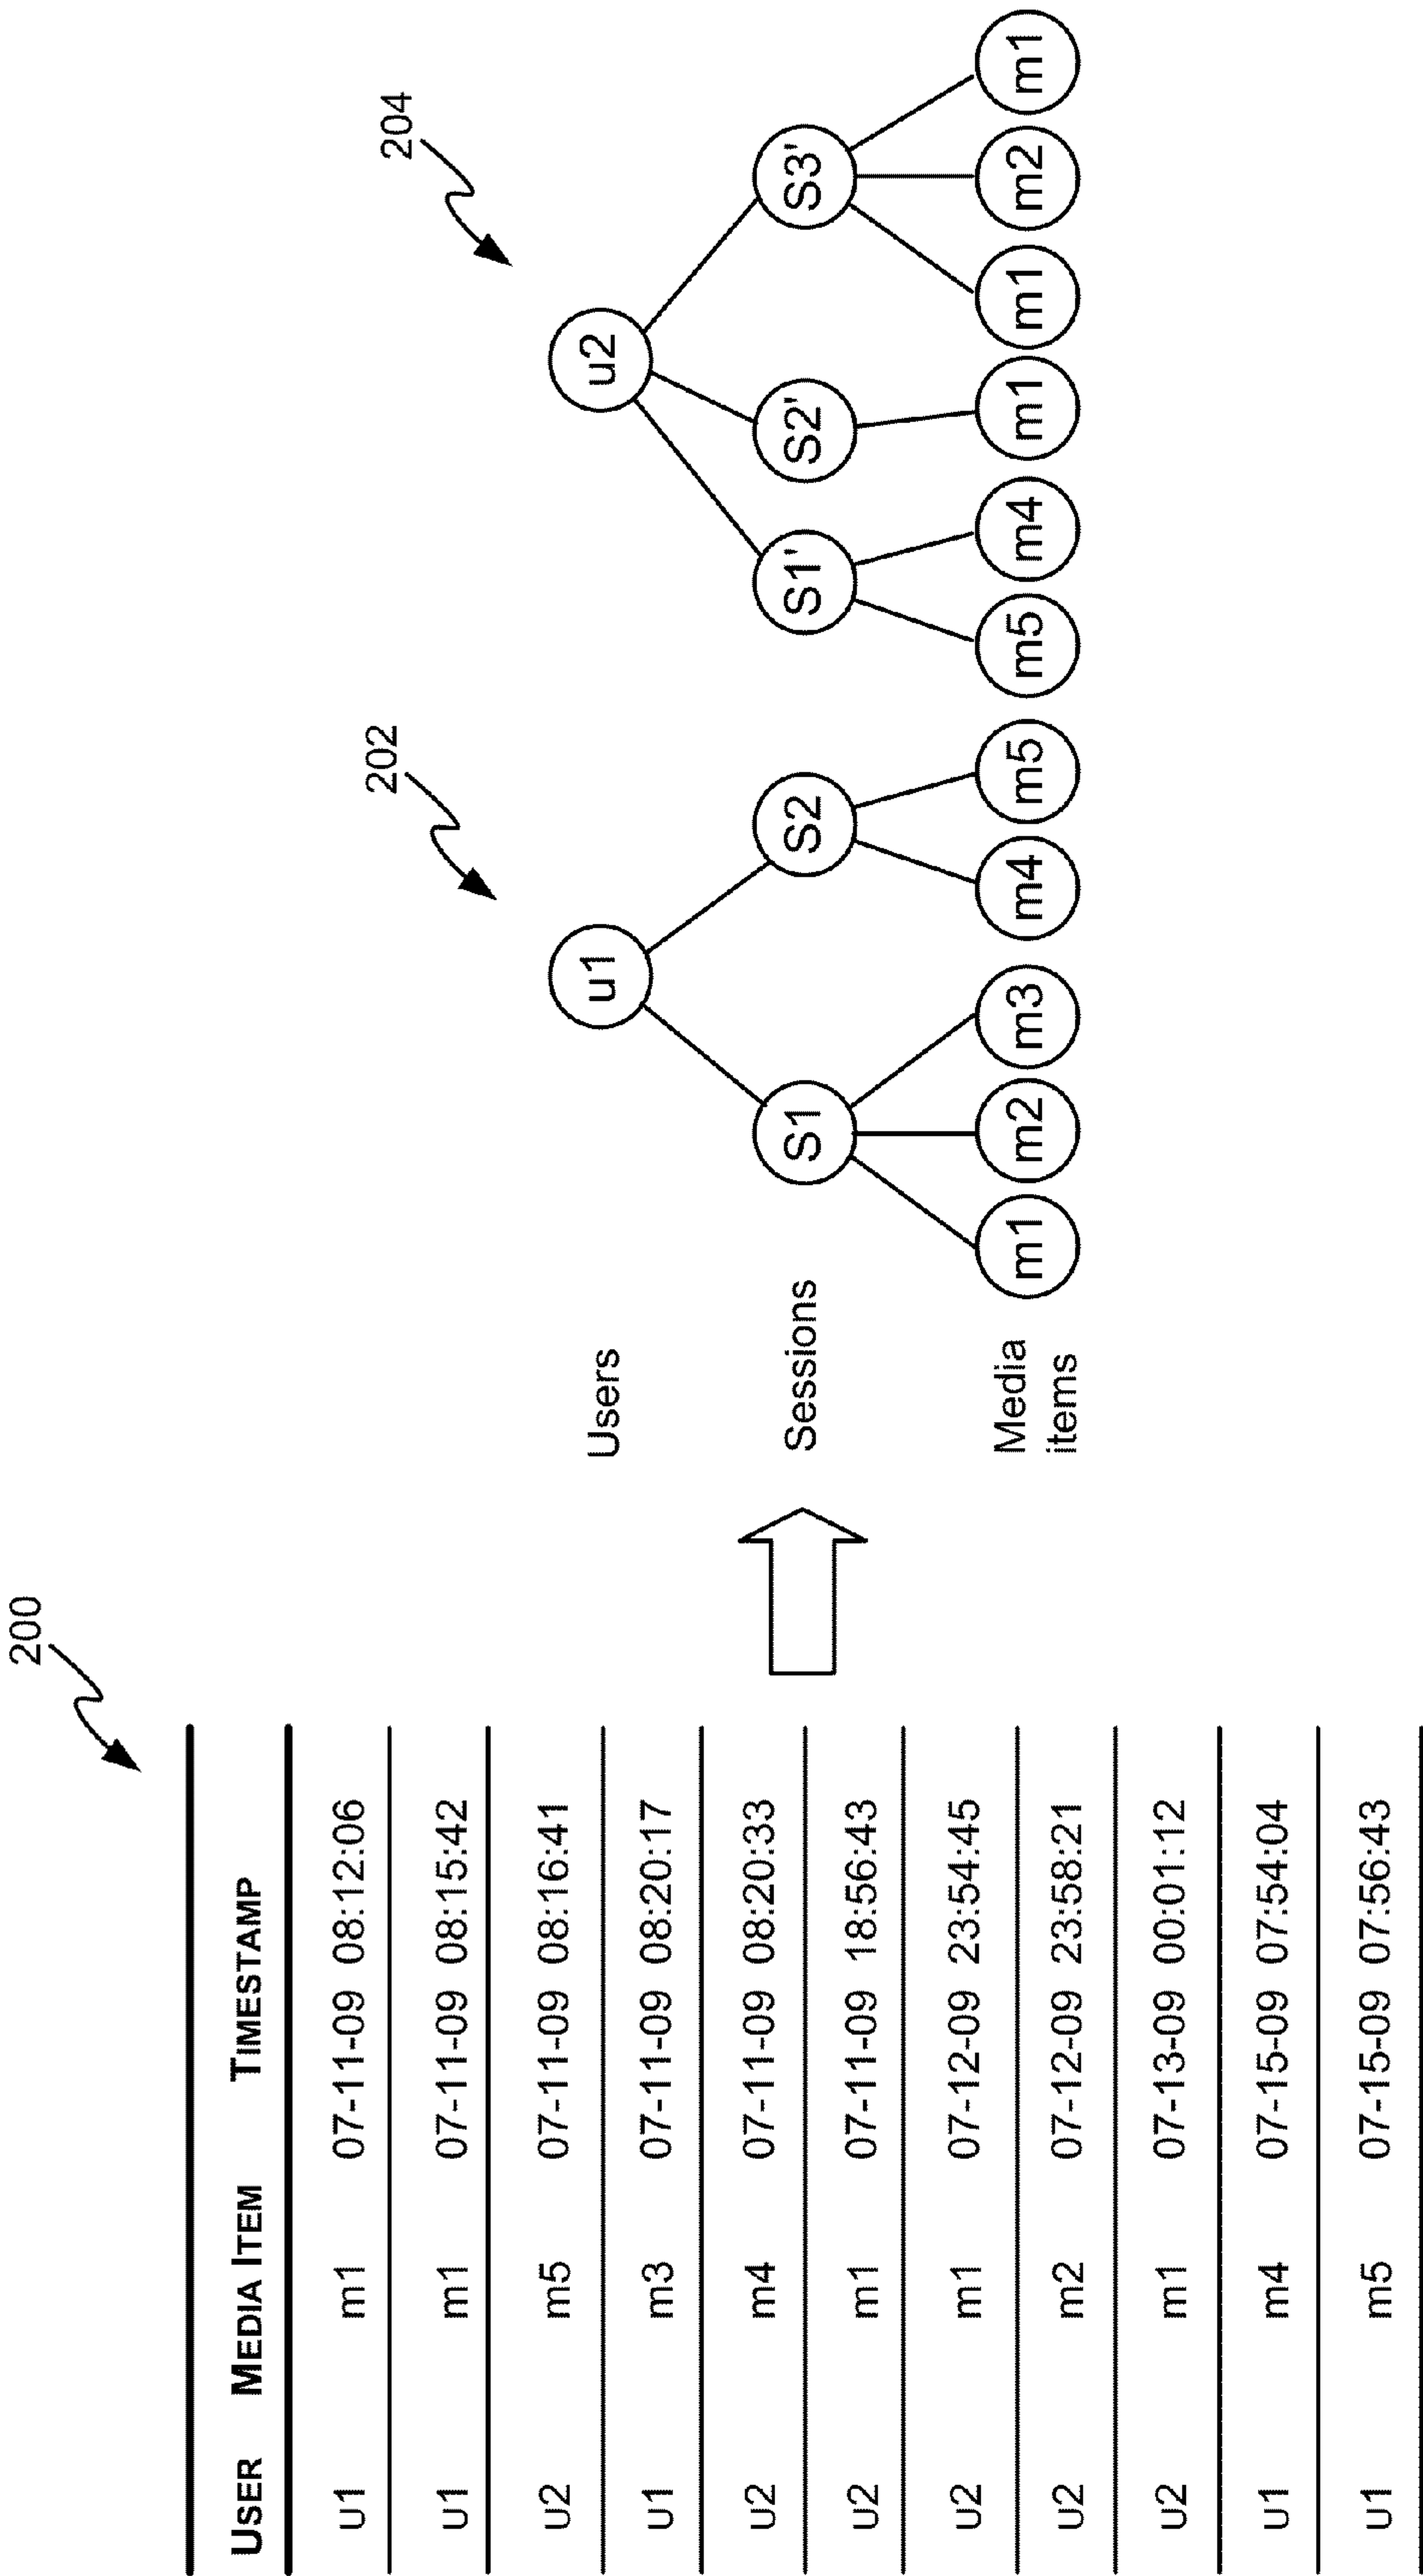 200
USER MEDIA ITEM TIMESTAMP
u1 m1 07-11-09 08:12:06
u1 m1 07-11-09 08:15:42
u2 m5 07-11-09 08:16:41
u1 m3 07-11-09 08:20:17
u2 m4 07-11-09 08:20:33
u2 m1 07-11-09 18:56:43
u2 m1 07-12-09 23:54:45
u2 m2 07-12-09 23:58:21
u2 m1 07-13-09 00:01:12
u1 m4 07-15-09 07:54:04
u1 m5 07-15-09 07:56:43
202 204
Users u1 u2
Sessions S1 S2 S1' S2' S3'
Media m1 m2 m3 m4 m5 m5 m4 m1 m1 m2 m1
items